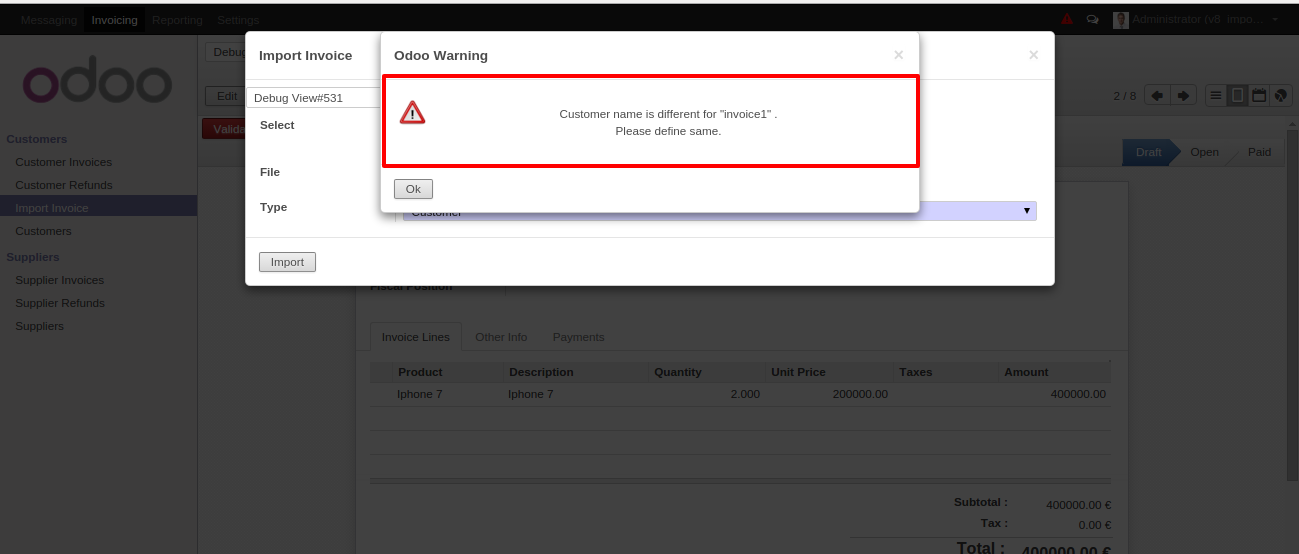 Messaging Invoicing Reporting Settings
Administrator (v8_impo...
odoo
Customers
Customer Invoices
Customer Refunds
Import Invoice
Customers
Suppliers
Supplier Invoices
Supplier Refunds
Suppliers
Debug
Edit
2 / 8
Valida
Draft Open Paid
Import Invoice ×
Debug View#531
Select
File
Type
Customer
Import
Odoo Warning ×
Customer name is different for "invoice1" .
Please define same.
Ok
Fiscal Position
Invoice Lines Other Info Payments
Product Description Quantity Unit Price Taxes Amount
Iphone 7 Iphone 7 2.000 200000.00 400000.00
Subtotal : 400000.00 €
Tax : 0.00 €
Total : 400000.00 €